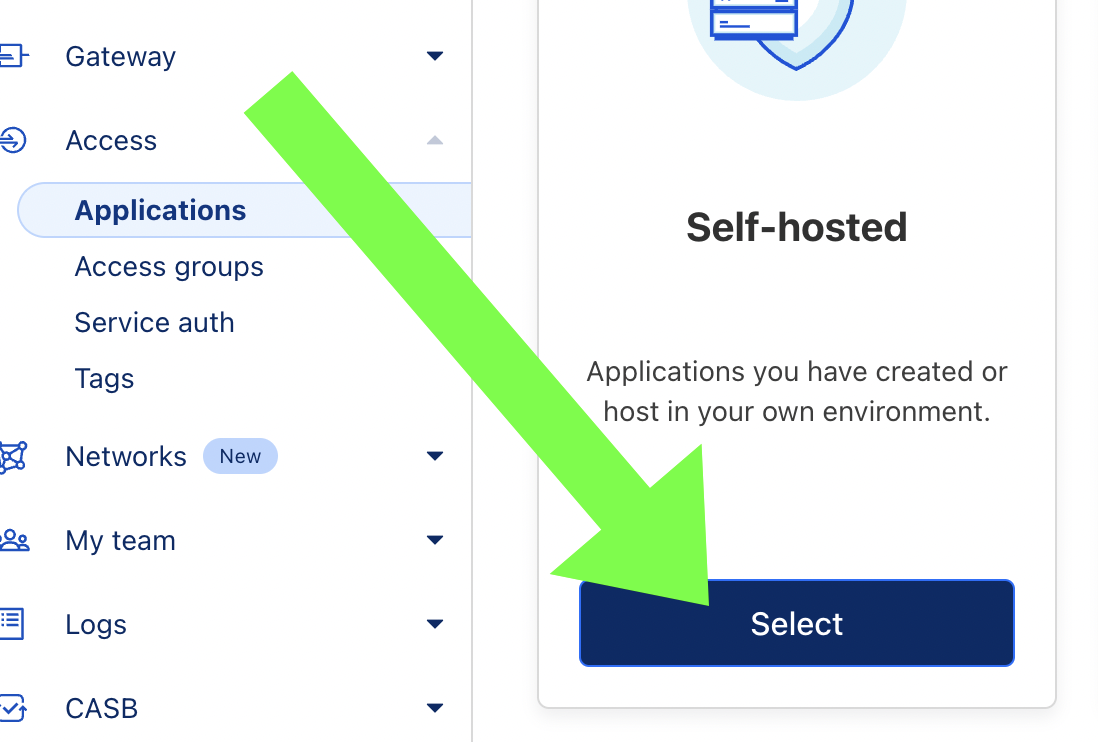 Gateway
Access
Applications
Access groups
Service auth
Tags
Networks New
My team
Logs
CASB
Self-hosted
Applications you have created or
host in your own environment.
Select